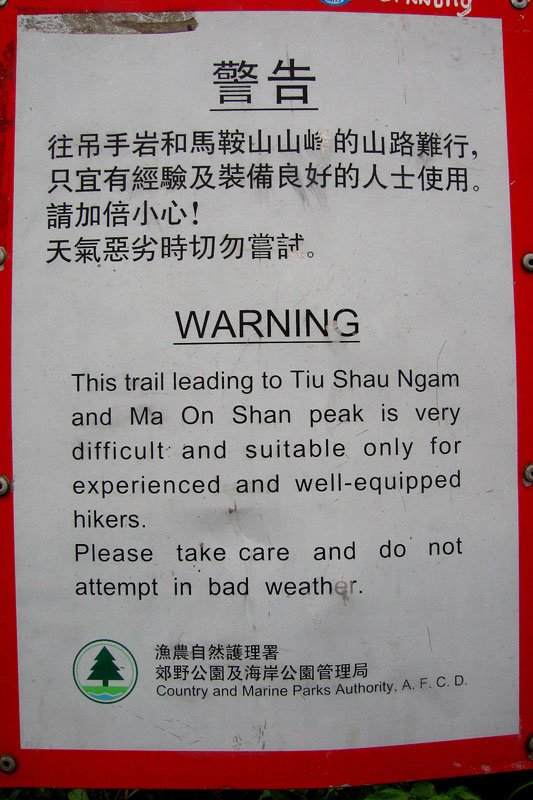 警告
往吊手岩和馬鞍山山峰的山路難行，
只宜有經驗及裝備良好的人士使用。
請加倍小心！
天氣惡劣時切勿嘗試。
WARNING
This trail leading to Tiu Shau Ngam
and Ma On Shan peak is very
difficult and suitable only for
experienced and well-equipped
hikers.
Please take care and do not
attempt in bad weather.
漁農自然護理署
郊野公園及海岸公園管理局
Country and Marine Parks Authority, A. F. C. D.